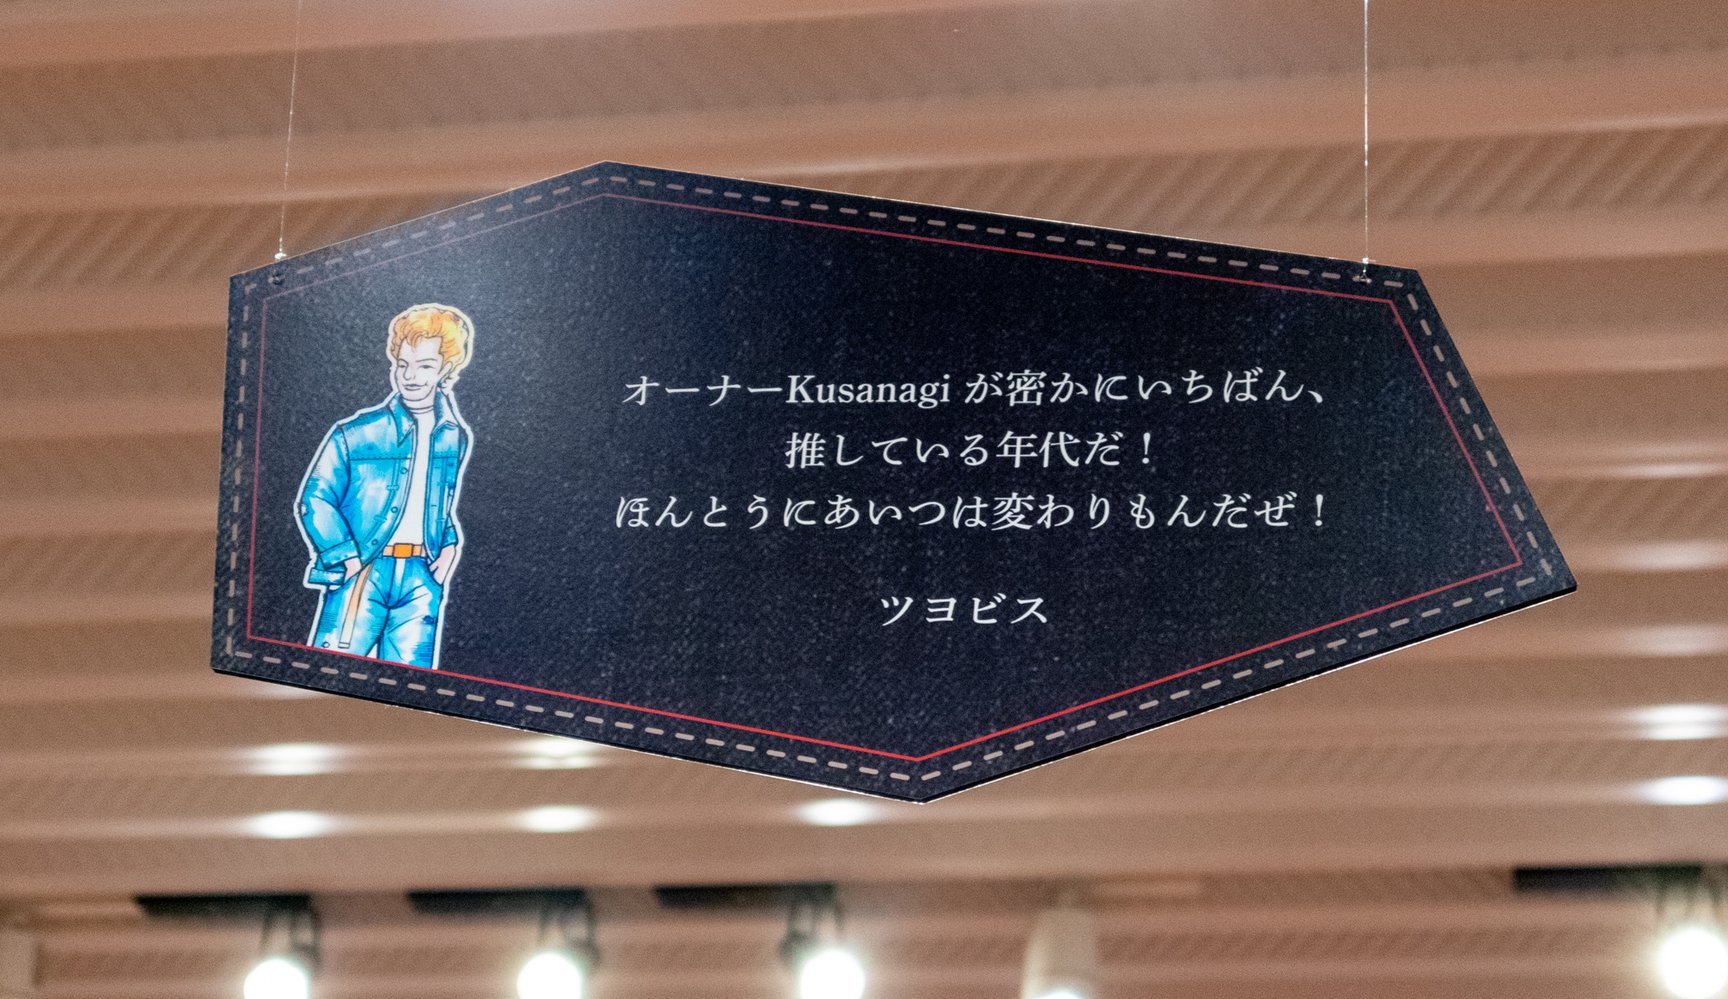 オーナーKusanagiが密かにいちばん、
推している年代だ！
ほんとうにあいつは変わりもんだぜ！
ツヨビス